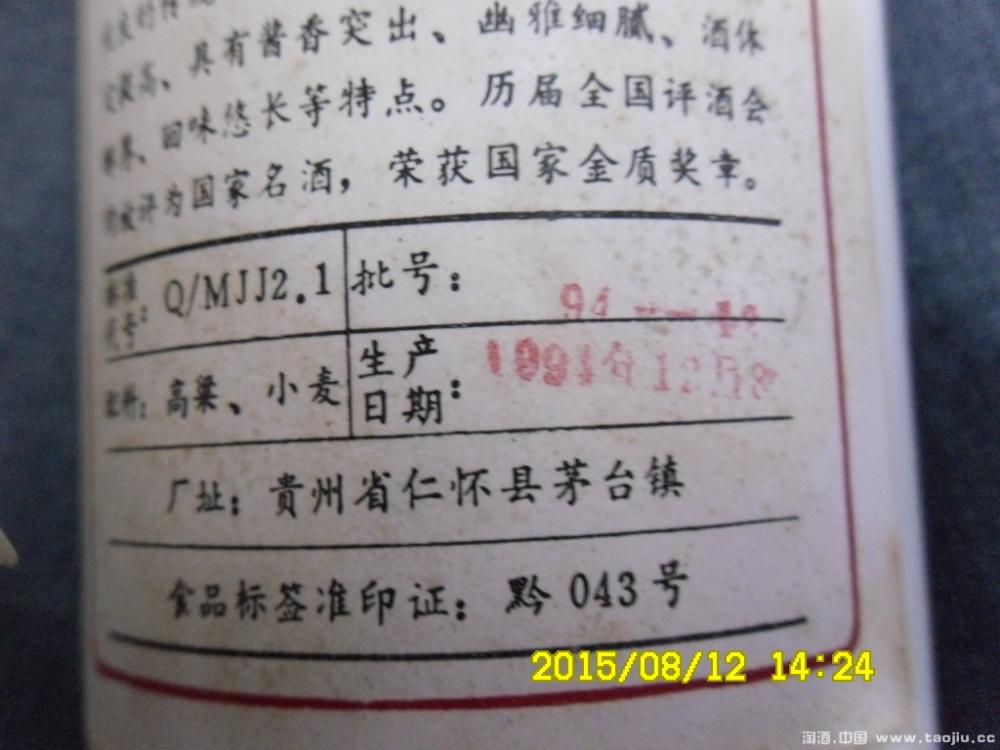 具有酱香突出、幽雅细腻、酒体
回味悠长等特点。历届全国评酒会
被评为国家名酒，荣获国家金质奖章。
Q/MJJ2.1 批号：
高粱、小麦 生产日期：
厂址：贵州省仁怀县茅台镇
食品标签准印证：黔043号
2015/08/12 14:24
淘酒.中国 www.taojiu.cc